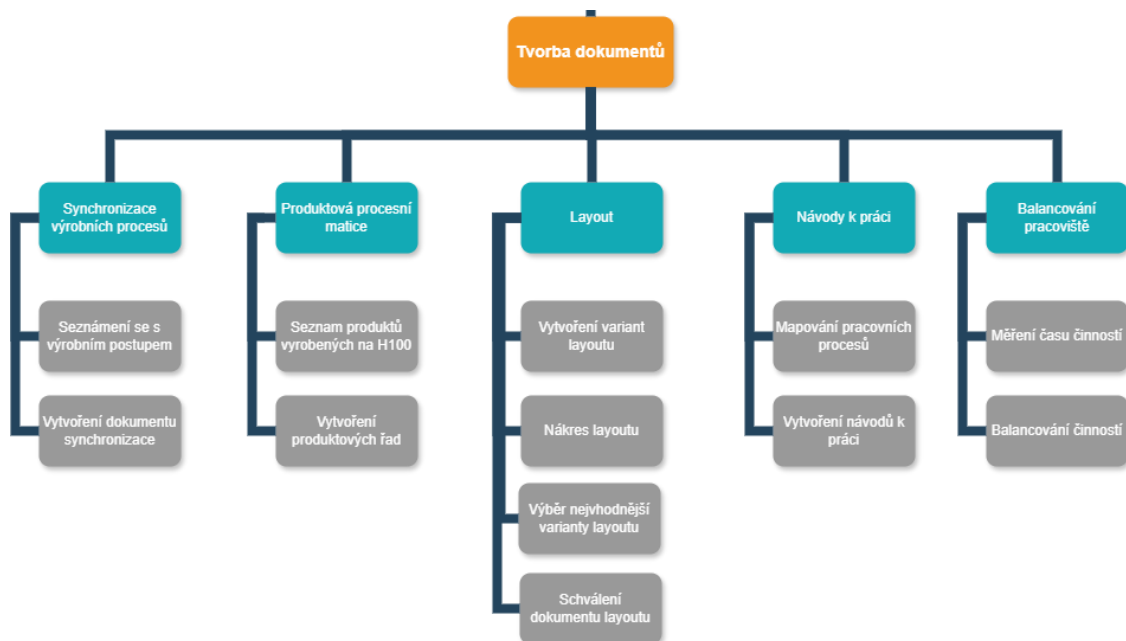 Tvorba dokumentů
Synchronizace
výrobních procesů
Produktová procesní
matice
Layout
Návody k práci
Balancování
pracoviště
Seznámení se s
výrobním postupem
Seznam produktů
vyrobených na H100
Vytvoření variant
layoutu
Mapování pracovních
procesů
Měření času činností
Vytvoření dokumentu
synchronizace
Vytvoření
produktových řad
Nákres layoutu
Vytvoření návodů k
práci
Balancování činností
Výběr nejvhodnější
varianty layoutu
Schválení
dokumentu layoutu